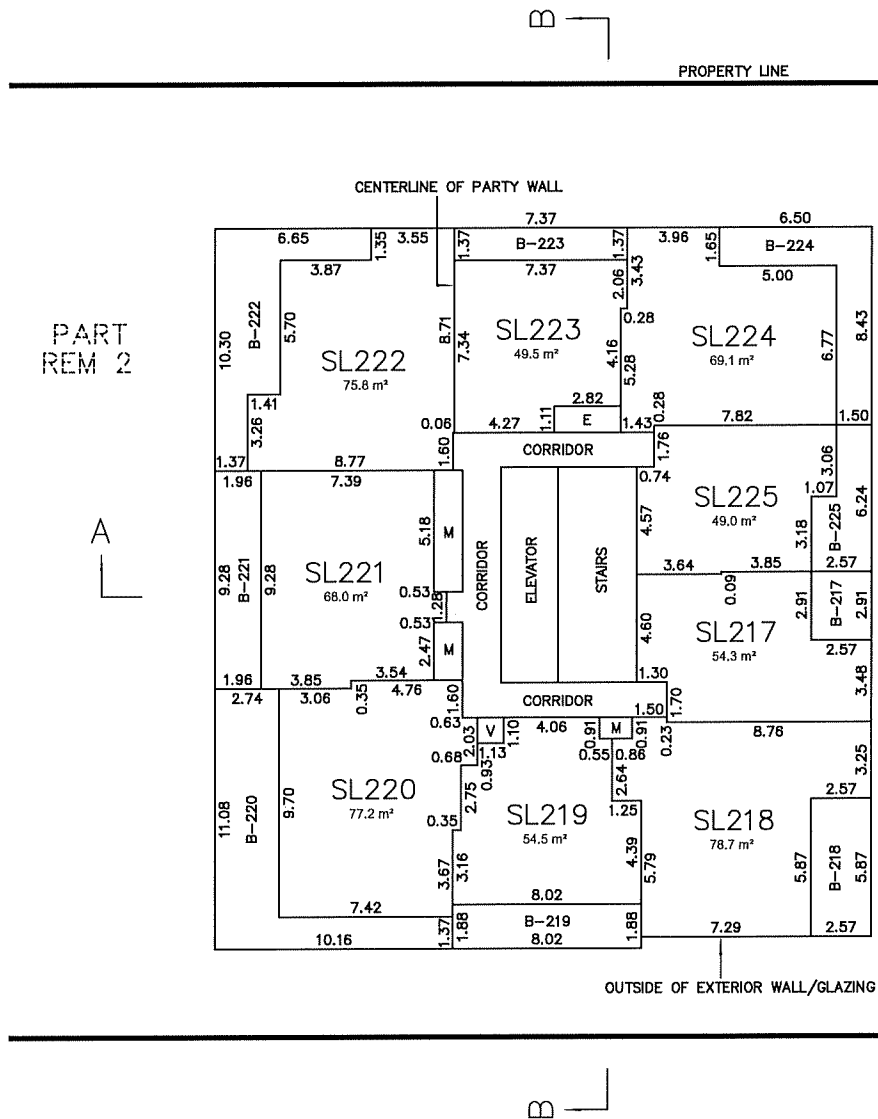 B
PROPERTY LINE
CENTERLINE OF PARTY WALL
7.37
6.50
6.65
1.35
3.55
1.37
B-223
1.37
3.96
1.65
B-224
3.87
7.37
5.00
PART
REM 2
10.30
B-222
5.70
8.71
7.34
2.06
3.43
0.28
6.77
8.43
SL222
75.8 m²
SL223
49.5 m²
SL224
69.1 m²
4.16
5.28
1.41
3.26
2.82
1.11
E
0.28
0.06
4.27
1.43
7.82
1.50
1.37
8.77
1.60
CORRIDOR
1.76
3.06
1.96
7.39
0.74
1.07
6.24
A
5.18
M
CORRIDOR
ELEVATOR
STAIRS
4.57
SL225
49.0 m²
3.18
B-225
9.28
B-221
9.28
SL221
68.0 m²
3.64
3.85
2.57
0.53
1.28
0.53
0.09
2.91
B-217
2.91
2.47
M
4.60
SL217
54.3 m²
2.57
1.96
3.85
3.54
1.30
3.48
2.74
3.06
0.35
4.76
1.60
CORRIDOR
1.50
1.70
0.63
2.03
V
1.10
4.06
0.91
M
0.91
0.23
8.76
1.13
0.55
0.86
3.25
0.68
0.93
2.64
2.57
11.08
B-220
9.70
SL220
77.2 m²
2.75
0.35
SL219
54.5 m²
1.25
SL218
78.7 m²
3.67
3.16
4.39
5.79
5.87
B-218
5.87
7.42
8.02
1.37
1.88
B-219
1.88
10.16
8.02
7.29
2.57
OUTSIDE OF EXTERIOR WALL/GLAZING
B